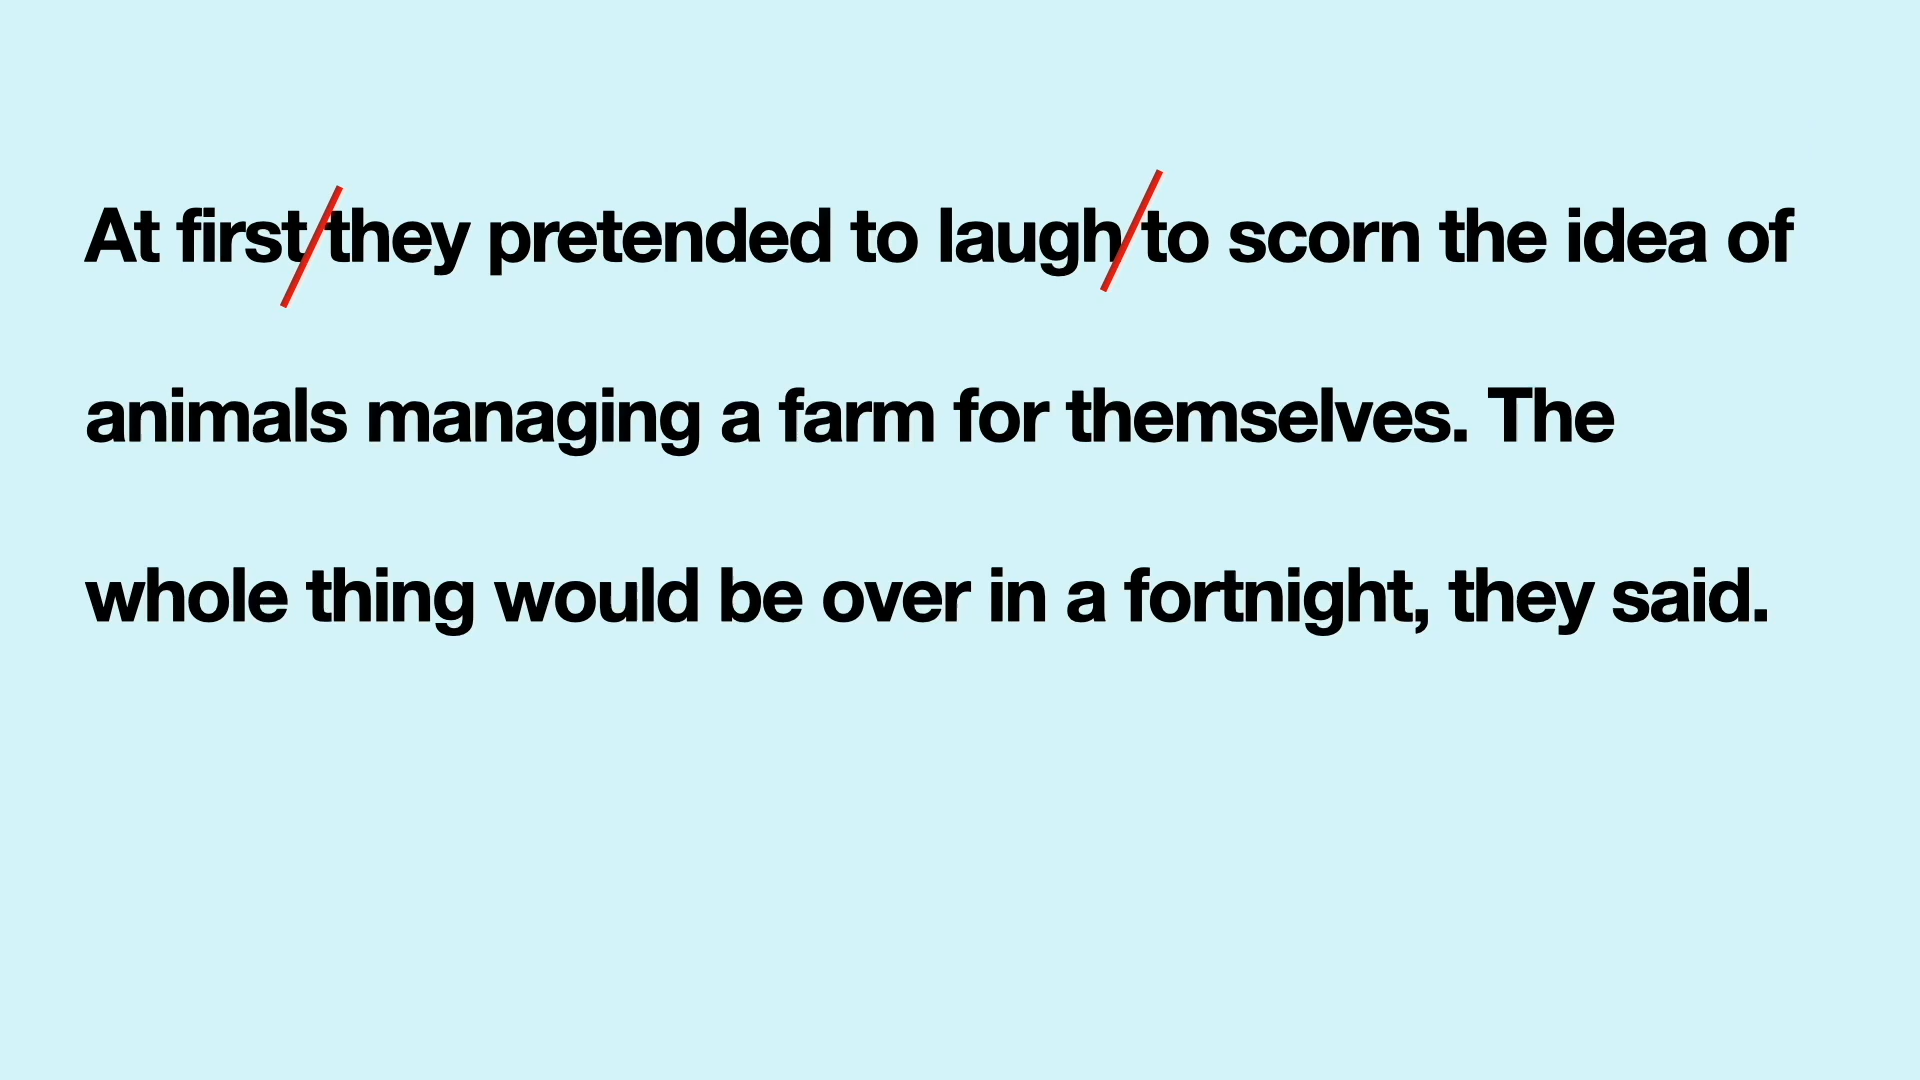 At first/they pretended to laugh/to scorn the idea of
animals managing a farm for themselves. The
whole thing would be over in a fortnight, they said.